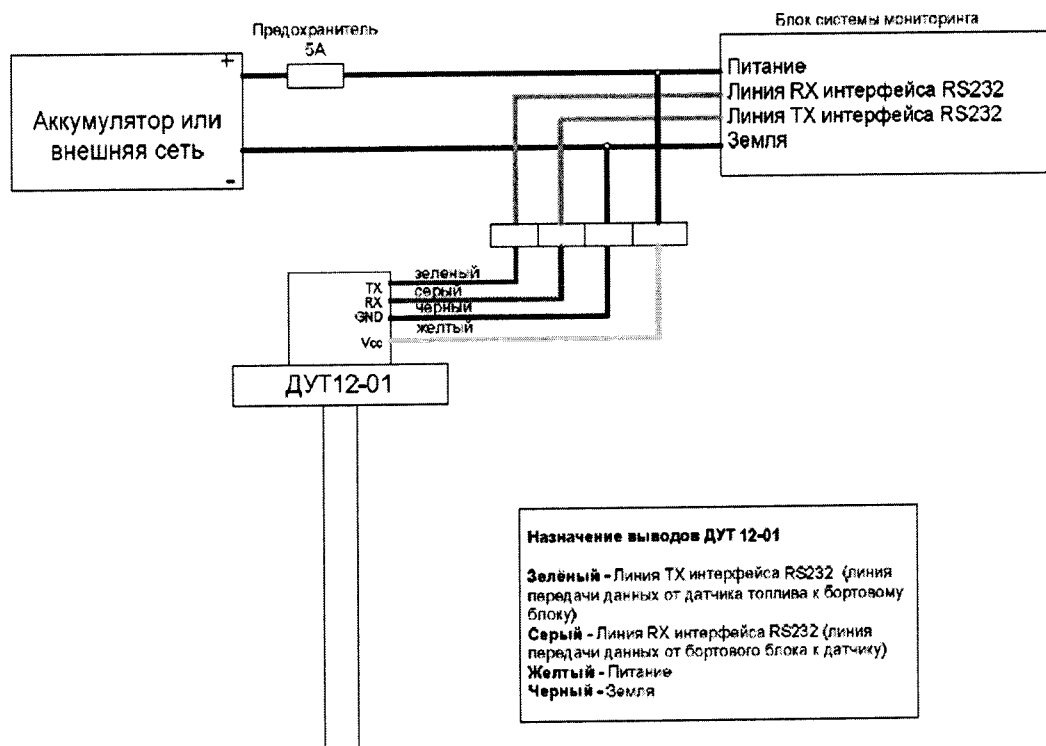 Предохранитель
5А
Блок системы мониторинга
+
Аккумулятор или
внешняя сеть
-
Питание
Линия RX интерфейса RS232
Линия TX интерфейса RS232
Земля
TX
RX
GND
Vcc
зеленый
серый
черный
желтый
ДУТ12-01
Назначение выводов ДУТ 12-01
Зелёный - Линия TX интерфейса RS232 (линия
передачи данных от датчика топлива к бортовому
блоку)
Серый - Линия RX интерфейса RS232 (линия
передачи данных от бортового блока к датчику)
Желтый - Питание
Черный - Земля